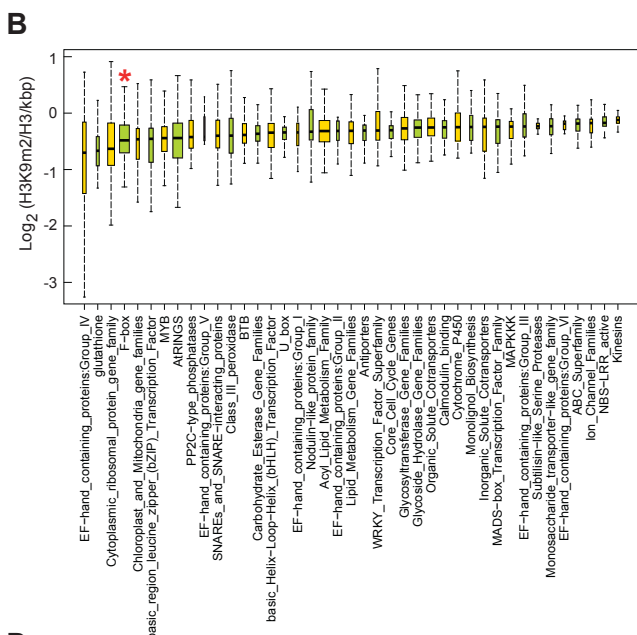 B
Log2 (H3K9m2/H3/kbp)
1
0
-1
-2
-3
*
EF-hand_containing_proteins:Group_IV
glutathione
Cytoplasmic_ribosomal_protein_gene_family
F-box
Chloroplast_and_Mitochondria_gene_families
basic_region_leucine_zipper_(bZIP)_Transcription_Factor
MYB
AtRINGS
PP2C-type_phosphatases
EF-hand_containing_proteins:Group_V
SNAREs_and_SNARE-interacting_proteins
Class_III_peroxidase
BTB
Carbohydrate_Esterase_Gene_Families
basic_Helix-Loop-Helix_(bHLH)_Transcription_Factor
U_box
EF-hand_containing_proteins:Group_I
Nodulin-like_protein_family
Acyl_Lipid_Metabolism_Family
EF-hand_containing_proteins:Group_II
Lipid_Metabolism_Gene_Families
Antiporters
WRKY_Transcription_Factor_Superfamily
Core_Cell_Cycle_Genes
Glycosyltransferase_Gene_Families
Glycoside_Hydrolase_Gene_Families
Organic_Solute_Cotransporters
Calmodulin_binding
Cytochrome_P450
Monolignol_Biosynthesis
Inorganic_Solute_Cotransporters
MADS-box_Transcription_Factor_Family
MAPKKK
EF-hand_containing_proteins:Group_III
Subtilisin-like_Serine_Proteases
Monosaccharide_transporter-like_gene_family
EF-hand_containing_proteins:Group_VI
ABC_Superfamily
Ion_Channel_Families
NBS-LRR_active
Kinesins